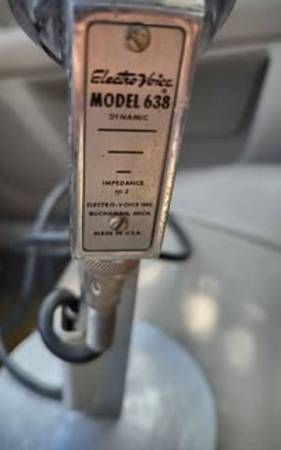 Electro-Voice
MODEL 638
DYNAMIC
IMPEDANCE
ELECTRO-VOICE INC.
BUCHANAN, MICH.
MADE IN U.S.A.